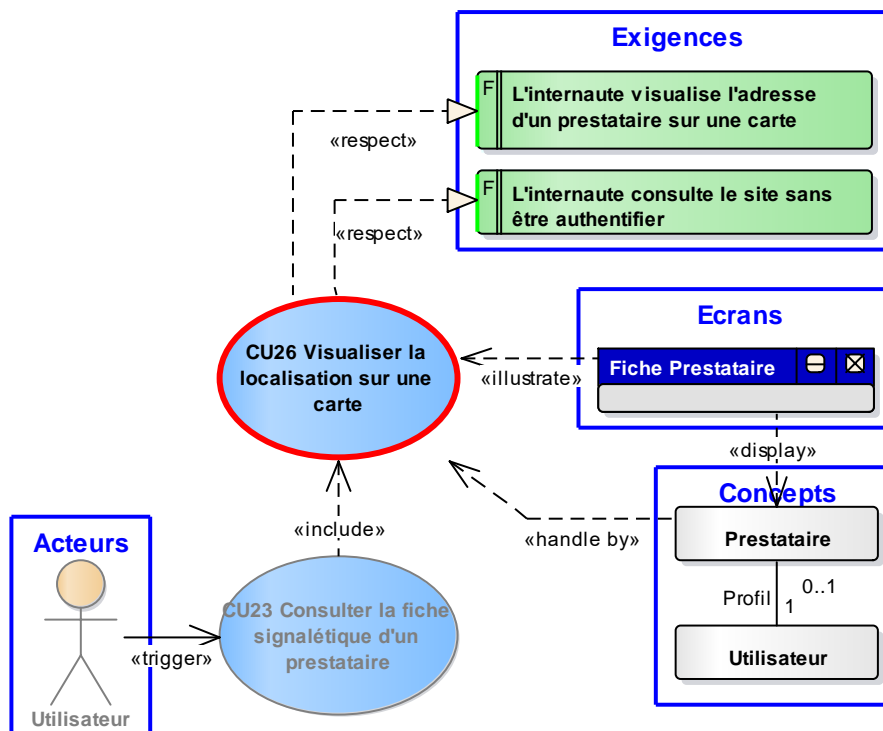 Exigences
F
L'internaute visualise l'adresse
d'un prestataire sur une carte
«respect»
F
L'internaute consulte le site sans
être authentifier
«respect»
Ecrans
CU26 Visualiser la
localisation sur une
carte
Fiche Prestataire
«illustrate»
«display»
Concepts
«include»
«handle by»
Prestataire
Acteurs
Profil
0..1
1
CU23 Consulter la fiche
signalétique d'un
prestataire
«trigger»
Utilisateur
Utilisateur